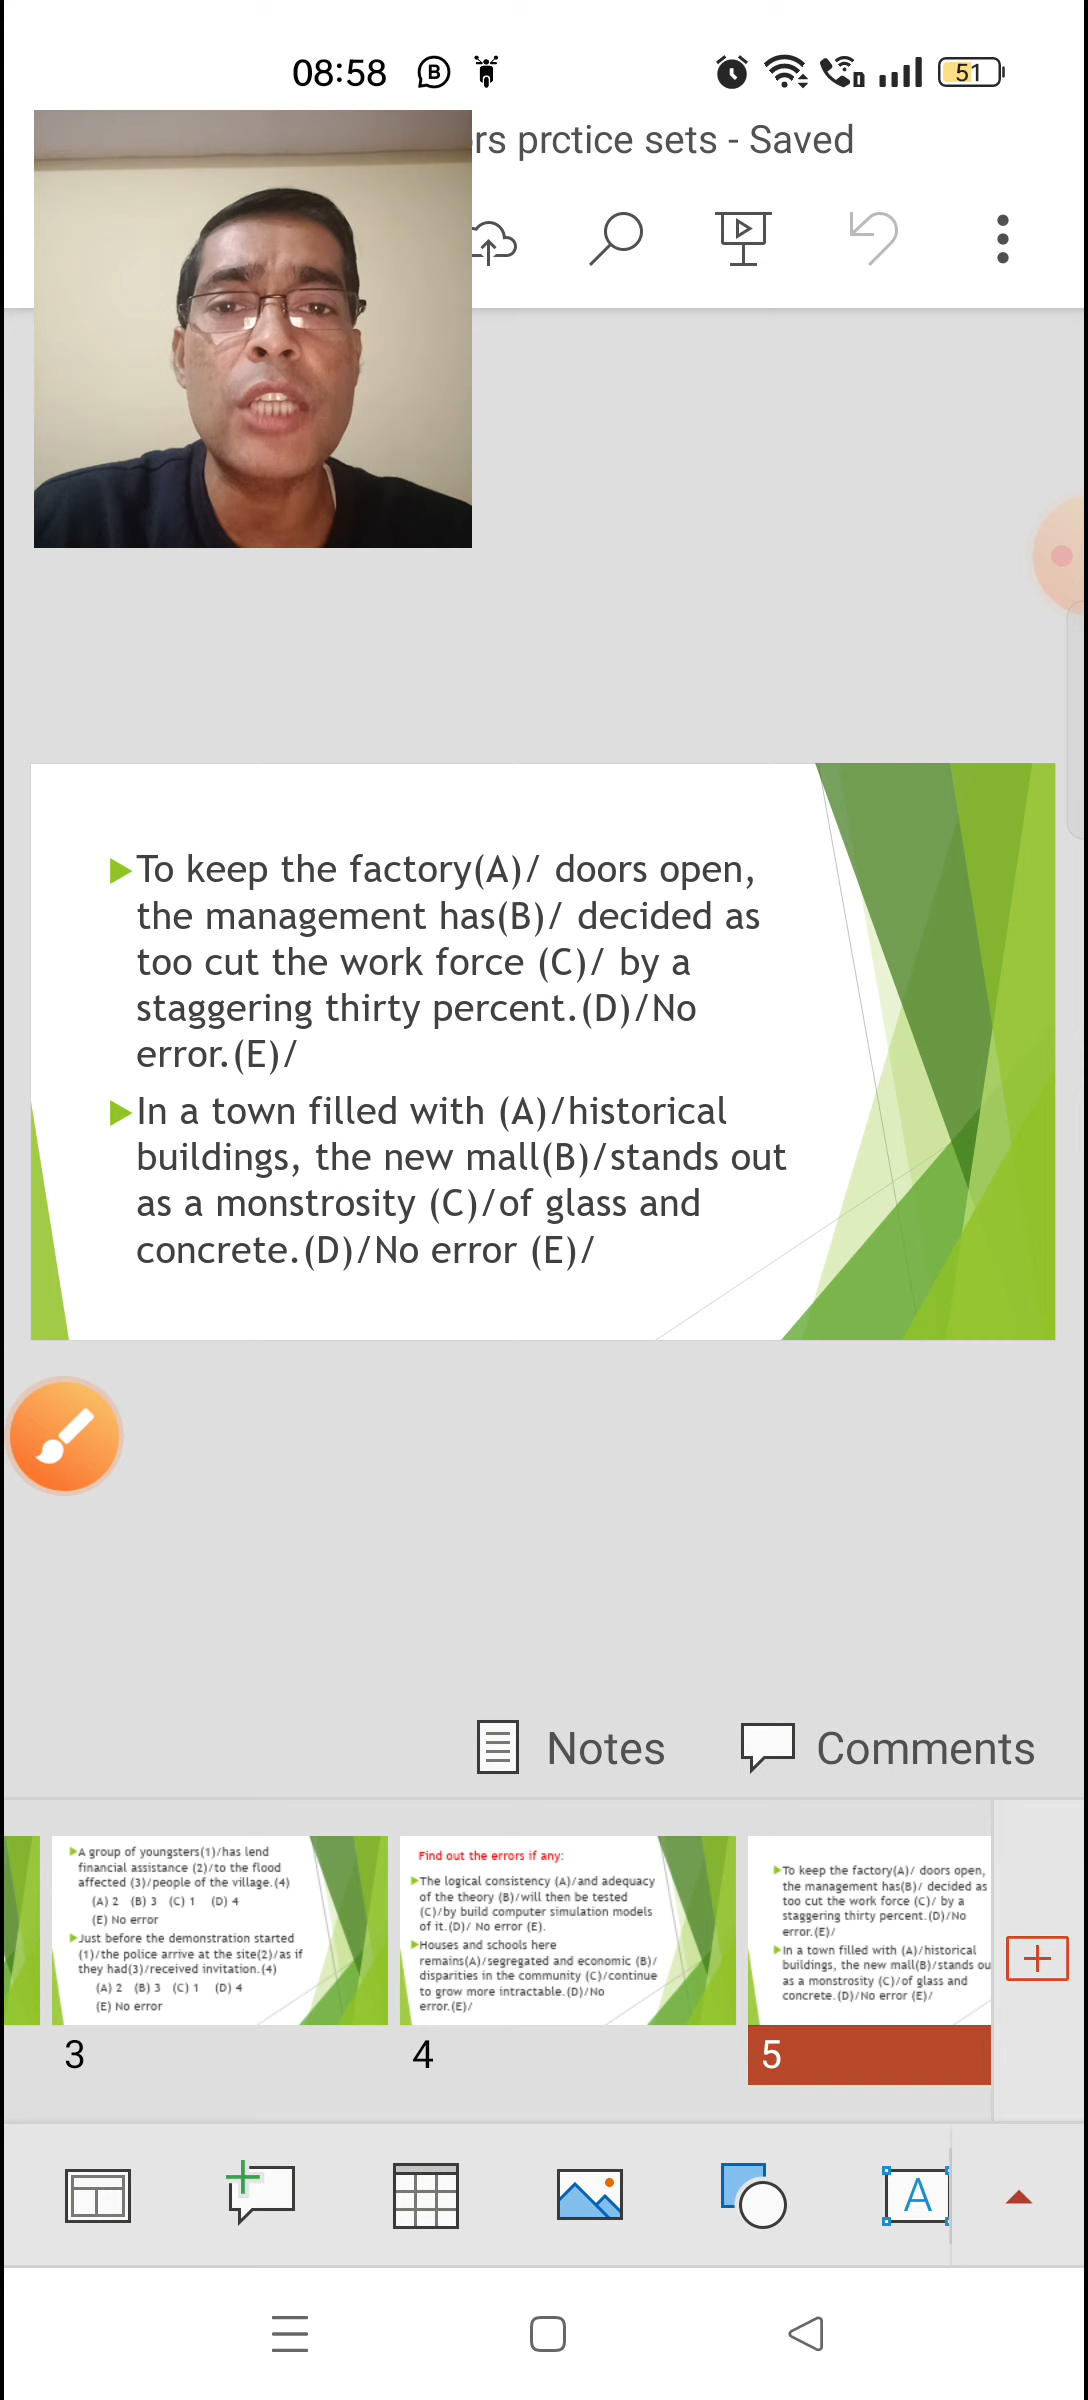 08:58
51
rs prctice sets - Saved
To keep the factory(A)/ doors open,
the management has(B)/ decided as
too cut the work force (C)/ by a
staggering thirty percent.(D)/No
error.(E)/
In a town filled with (A)/historical
buildings, the new mall(B)/stands out
as a monstrosity (C)/of glass and
concrete.(D)/No error (E)/
Notes
Comments
A group of youngsters(1)/has lend
financial assistance (2)/to the flood
affected (3)/people of the village.(4)
(A) 2 (B) 3 (C) 1 (D) 4
(E) No error
Just before the demonstration started
(1)/the police arrive at the site(2)/as if
they had(3)/received invitation.(4)
(A) 2 (B) 3 (C) 1 (D) 4
(E) No error
3
Find out the errors if any:
The logical consistency (A)/and adequacy
of the theory (B)/will then be tested
(C)/by build computer simulation models
of it.(D)/ No error (E).
Houses and schools here
remains(A)/segregated and economic (B)/
disparities in the community (C)/continue
to grow more intractable.(D)/No
error.(E)/
4
To keep the factory(A)/ doors open,
the management has(B)/ decided as
too cut the work force (C)/ by a
staggering thirty percent.(D)/No
error.(E)/
In a town filled with (A)/historical
buildings, the new mall(B)/stands ou
as a monstrosity (C)/of glass and
concrete.(D)/No error (E)/
5
A